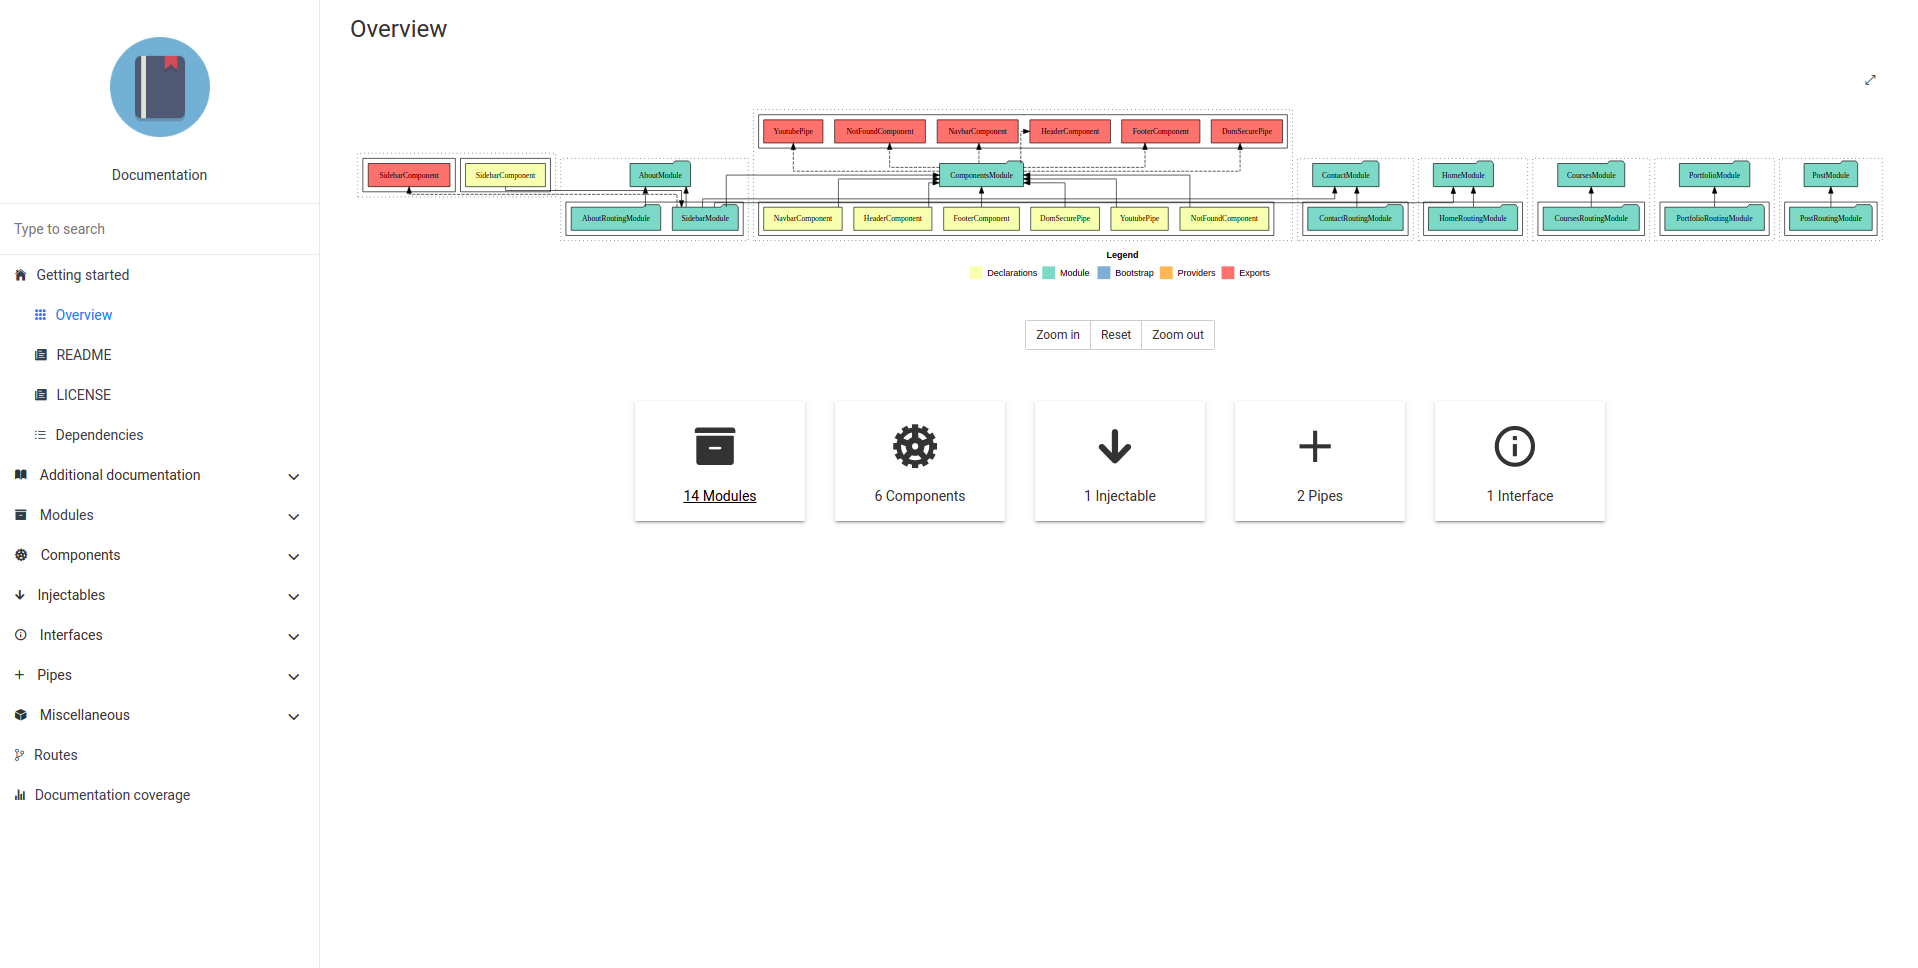 Documentation
Type to search
Getting started
Overview
README
LICENSE
Dependencies
Additional documentation
Modules
Components
Injectables
Interfaces
Pipes
Miscellaneous
Routes
Documentation coverage
Overview
YoutubePipe NotFoundComponent NavbarComponent HeaderComponent FooterComponent DomSecurePipe
SidebarComponent SidebarComponent AboutModule ComponentsModule ContactModule HomeModule CoursesModule PortfolioModule PostModule
AboutRoutingModule SidebarModule NavbarComponent HeaderComponent FooterComponent DomSecurePipe YoutubePipe NotFoundComponent ContactRoutingModule HomeRoutingModule CoursesRoutingModule PortfolioRoutingModule PostRoutingModule
Legend
Declarations Module Bootstrap Providers Exports
Zoom in Reset Zoom out
14 Modules 6 Components 1 Injectable 2 Pipes 1 Interface